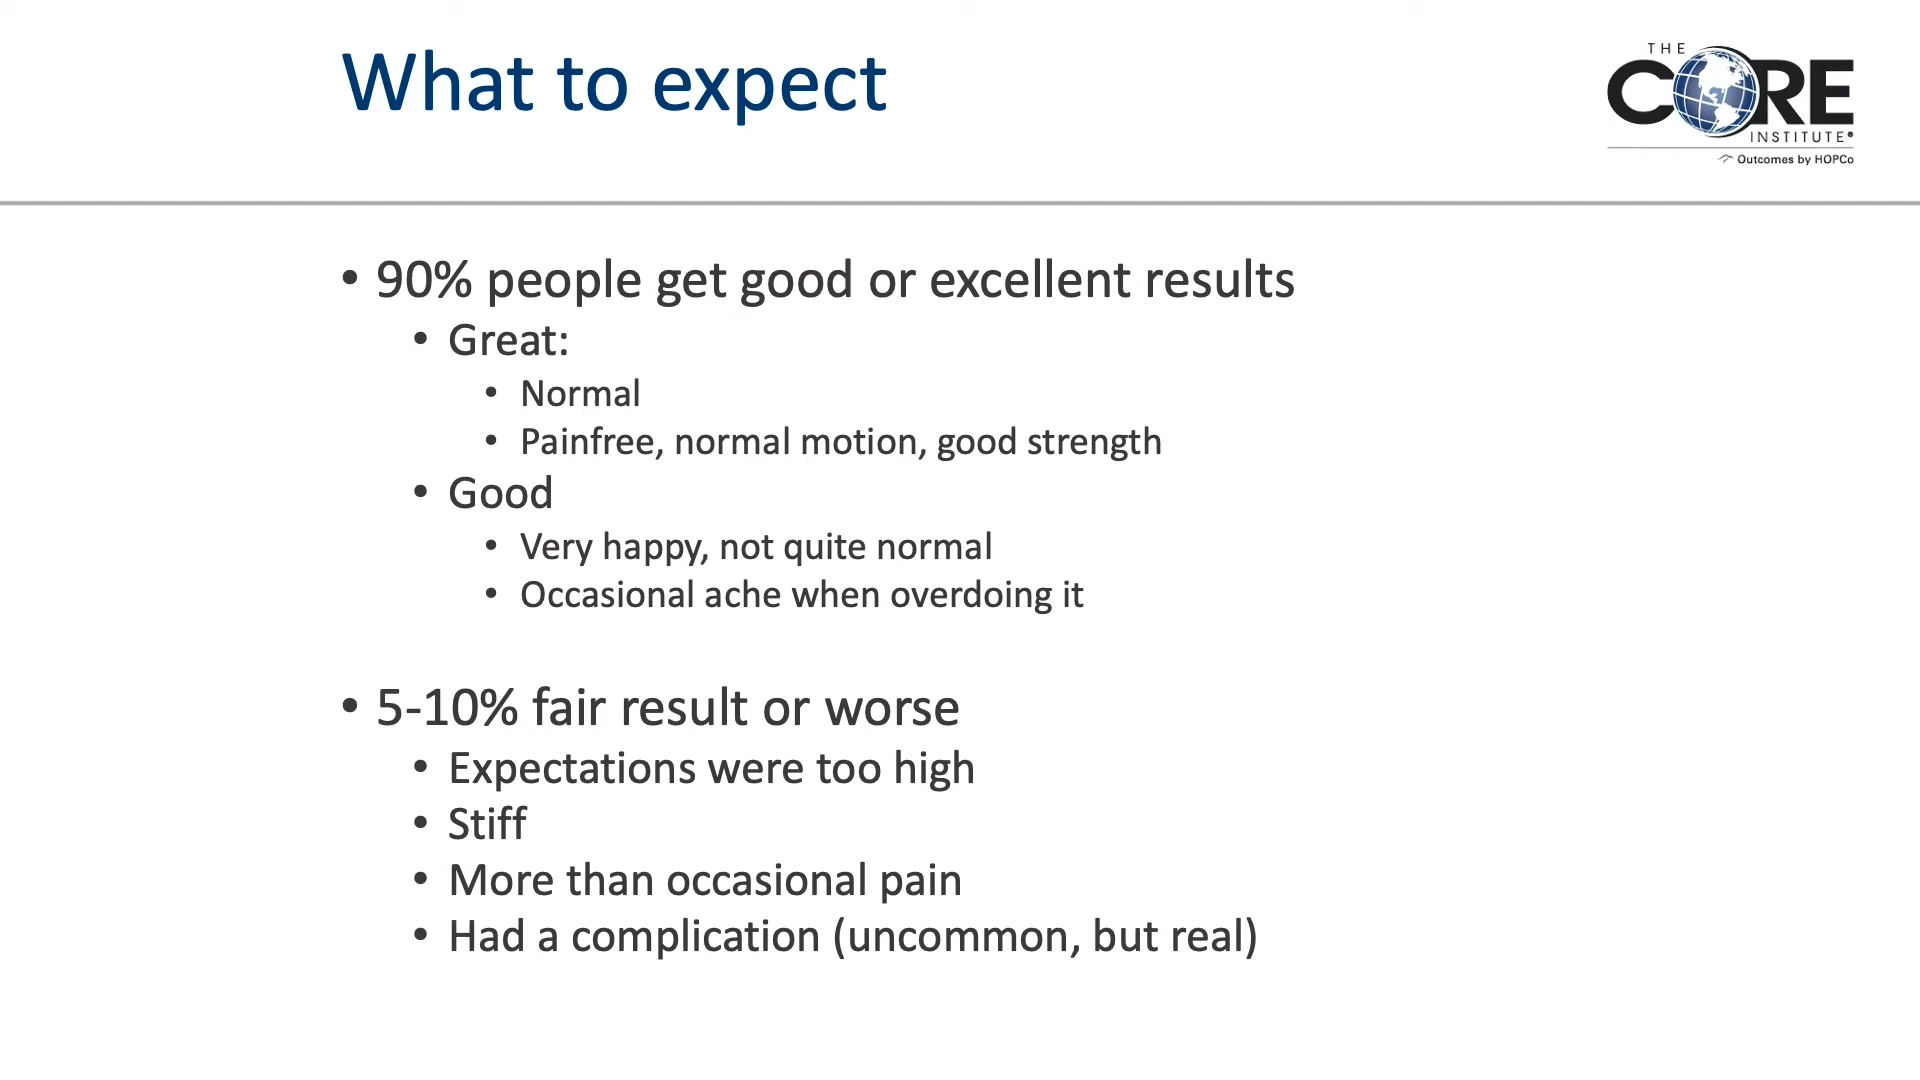 What to expect
THE
CORE
INSTITUTE®
Outcomes by HOPCo
• 90% people get good or excellent results
• Great:
• Normal
• Painfree, normal motion, good strength
• Good
• Very happy, not quite normal
• Occasional ache when overdoing it
• 5-10% fair result or worse
• Expectations were too high
• Stiff
• More than occasional pain
• Had a complication (uncommon, but real)